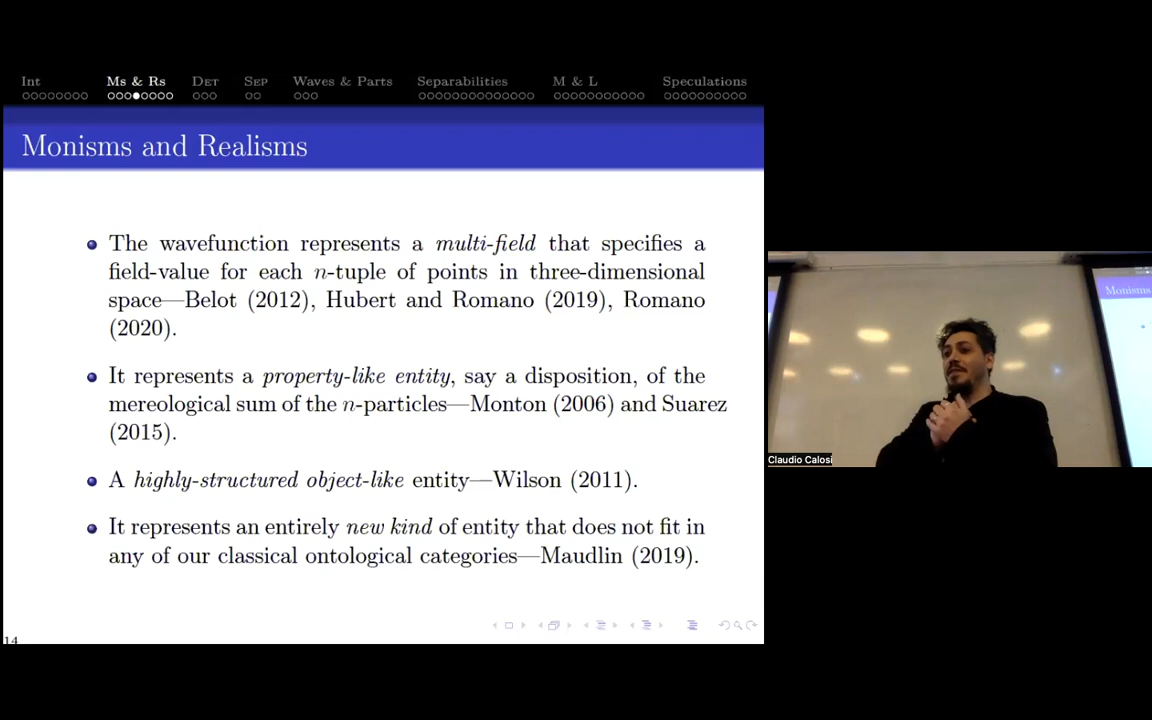 Int Ms & Rs Det Sep Waves & Parts Separabilities M & L Speculations
Monisms and Realisms
The wavefunction represents a multi-field that specifies a
field-value for each n-tuple of points in three-dimensional
space—Belot (2012), Hubert and Romano (2019), Romano
(2020).
It represents a property-like entity, say a disposition, of the
mereological sum of the n-particles—Monton (2006) and Suarez
(2015).
A highly-structured object-like entity—Wilson (2011).
It represents an entirely new kind of entity that does not fit in
any of our classical ontological categories—Maudlin (2019).
14
Monisms
Claudio Calosi